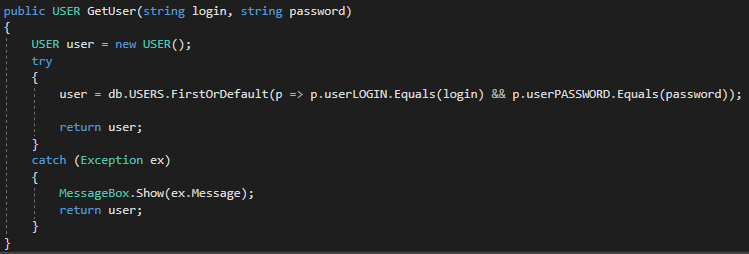 public USER GetUser(string login, string password)
{
    USER user = new USER();
    try
    {
        user = db.USERS.FirstOrDefault(p => p.userLOGIN.Equals(login) && p.userPASSWORD.Equals(password));

        return user;
    }
    catch (Exception ex)
    {
        MessageBox.Show(ex.Message);
        return user;
    }
}